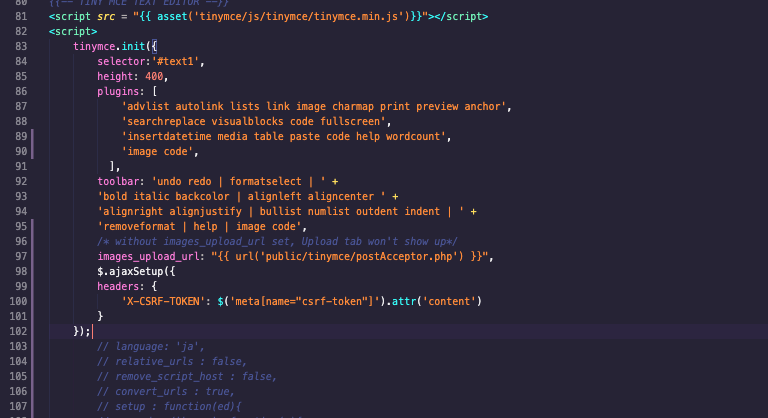 80 {{-- TINY MCE TEXT EDITOR --}}
81 <script src = "{{ asset('tinymce/js/tinymce/tinymce.min.js')}}"></script>
82 <script>
83 tinymce.init({
84 selector:'#text1',
85 height: 400,
86 plugins: [
87 'advlist autolink lists link image charmap print preview anchor',
88 'searchreplace visualblocks code fullscreen',
89 'insertdatetime media table paste code help wordcount',
90 'image code',
91 ],
92 toolbar: 'undo redo | formatselect | ' +
93 'bold italic backcolor | alignleft aligncenter ' +
94 'alignright alignjustify | bullist numlist outdent indent | ' +
95 'removeformat | help | image code',
96 /* without images_upload_url set, Upload tab won't show up*/
97 images_upload_url: "{{ url('public/tinymce/postAcceptor.php') }}",
98 $.ajaxSetup({
99 headers: {
100 'X-CSRF-TOKEN': $('meta[name="csrf-token"]').attr('content')
101 }
102 });
103 // language: 'ja',
104 // relative_urls : false,
105 // remove_script_host : false,
106 // convert_urls : true,
107 // setup : function(ed){